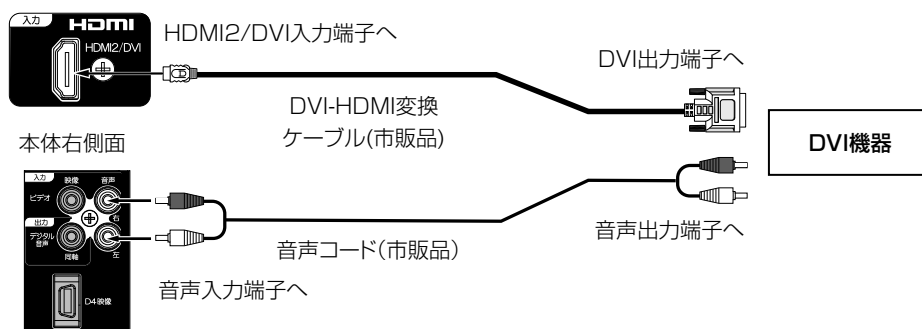 入力
HDMI
HDMI2/DVI
HDMI2/DVI入力端子へ
DVI出力端子へ
DVI-HDMI変換
ケーブル(市販品)
DVI機器
本体右側面
入力 映像 音声
ビデオ
右
出力
デジタル
音声
同軸
左
D4映像
音声コード(市販品)
音声出力端子へ
音声入力端子へ